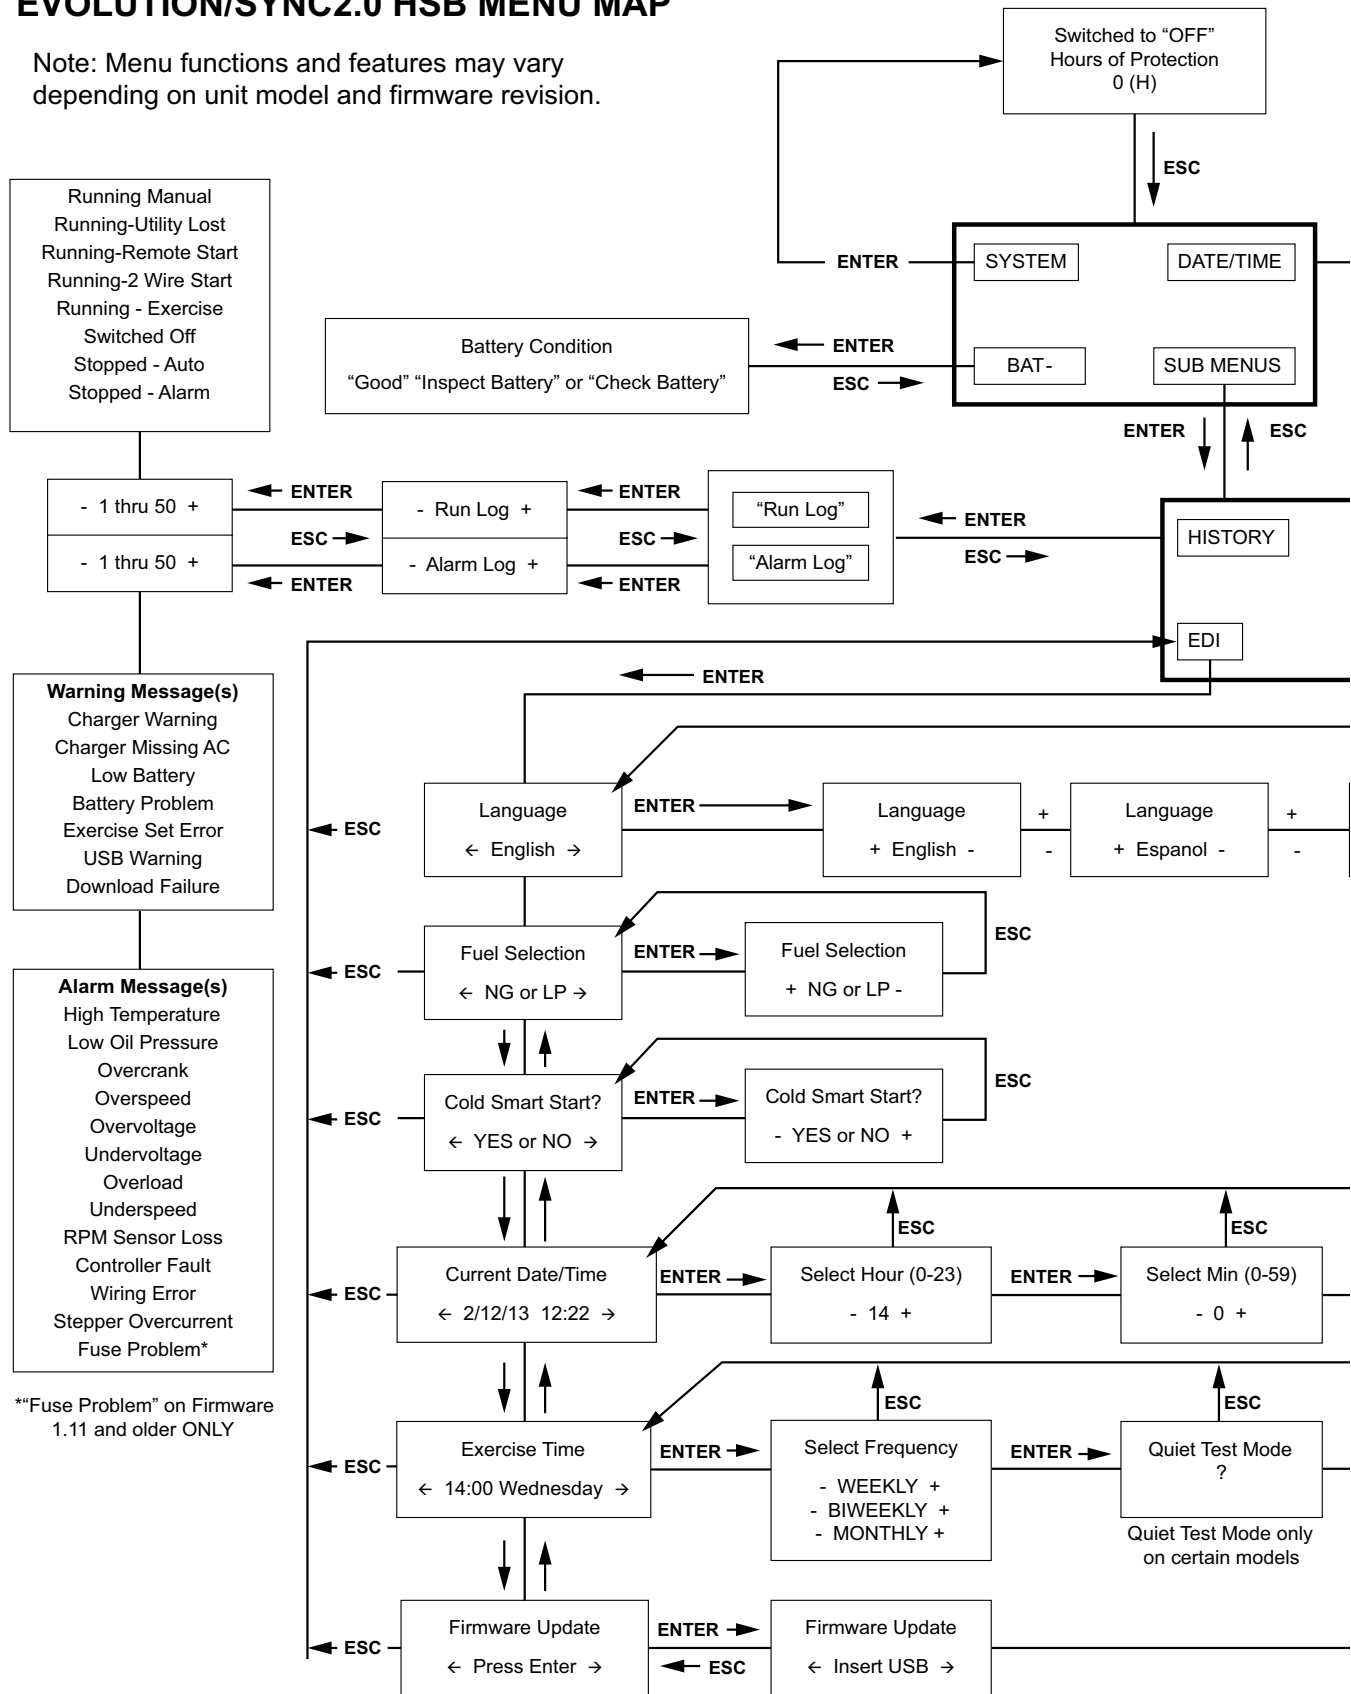 EVOLUTION/SYNC2.0 HSB MENU MAP
Note: Menu functions and features may vary
depending on unit model and firmware revision.
Switched to “OFF”
Hours of Protection
0 (H)
ESC
ENTER
SYSTEM
DATE/TIME
BAT-
SUB MENUS
Battery Condition
“Good” “Inspect Battery” or “Check Battery”
ENTER
ESC
ENTER
ESC
Running Manual
Running-Utility Lost
Running-Remote Start
Running-2 Wire Start
Running - Exercise
Switched Off
Stopped - Auto
Stopped - Alarm
- 1 thru 50 +
- 1 thru 50 +
ENTER
ESC
ENTER
- Run Log +
- Alarm Log +
ENTER
ESC
ENTER
“Run Log”
“Alarm Log”
ENTER
ESC
HISTORY
EDI
ENTER
Warning Message(s)
Charger Warning
Charger Missing AC
Low Battery
Battery Problem
Exercise Set Error
USB Warning
Download Failure
Alarm Message(s)
High Temperature
Low Oil Pressure
Overcrank
Overspeed
Overvoltage
Undervoltage
Overload
Underspeed
RPM Sensor Loss
Controller Fault
Wiring Error
Stepper Overcurrent
Fuse Problem*
*“Fuse Problem” on Firmware
1.11 and older ONLY
ESC
Language
← English →
ENTER
Language
+ English -
+
-
Language
+ Espanol -
+
-
ESC
Fuel Selection
← NG or LP →
ENTER
Fuel Selection
+ NG or LP -
ESC
ESC
Cold Smart Start?
← YES or NO →
ENTER
Cold Smart Start?
- YES or NO +
ESC
ESC
Current Date/Time
← 2/12/13 12:22 →
ENTER
Select Hour (0-23)
- 14 +
ESC
ENTER
Select Min (0-59)
- 0 +
ESC
ESC
Exercise Time
← 14:00 Wednesday →
ENTER
Select Frequency
- WEEKLY +
- BIWEEKLY +
- MONTHLY +
ESC
ENTER
Quiet Test Mode
?
ESC
Quiet Test Mode only
on certain models
ESC
Firmware Update
← Press Enter →
ENTER
ESC
Firmware Update
← Insert USB →